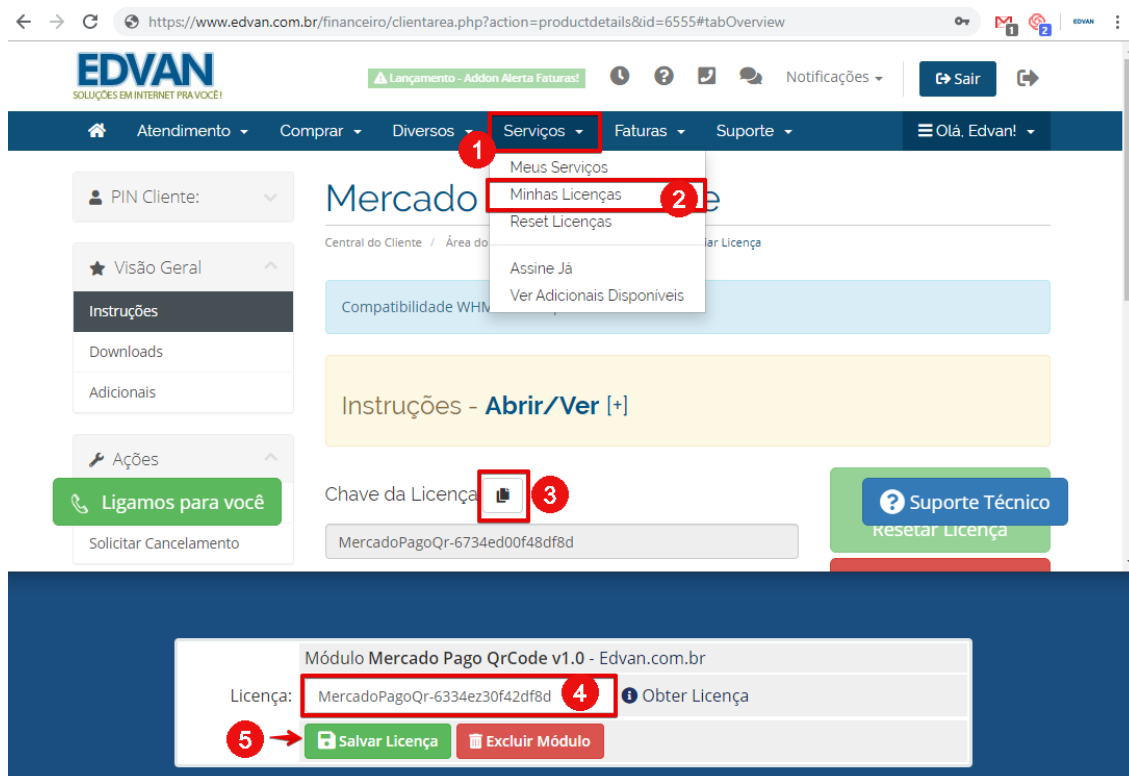 https://www.edvan.com.br/financeiro/clientarea.php?action=productdetails&id=6555#tabOverview
1
2
EDVAN
EDVAN
SOLUÇÕES EM INTERNET PRA VOCÊ!
Lançamento - Addon Alerta Faturas!
Notificações
Sair
Atendimento
Comprar
Diversos
Serviços
Faturas
Suporte
Olá, Edvan!
1
Meus Serviços
Minhas Licenças
2
Reset Licenças
Assine Já
Ver Adicionais Disponíveis
PIN Cliente:
Visão Geral
Instruções
Downloads
Adicionais
Ações
Ligamos para você
Solicitar Cancelamento
Mercado
Central do Cliente / Área do
iar Licença
Compatibilidade WHM
Instruções - Abrir/Ver [+]
Chave da Licença
3
MercadoPagoQr-6734ed00f48df8d
Suporte Técnico
Resetar Licença
Módulo Mercado Pago QrCode v1.0 - Edvan.com.br
Licença:
MercadoPagoQr-6334ez30f42df8d
4
Obter Licença
5
Salvar Licença
Excluir Módulo